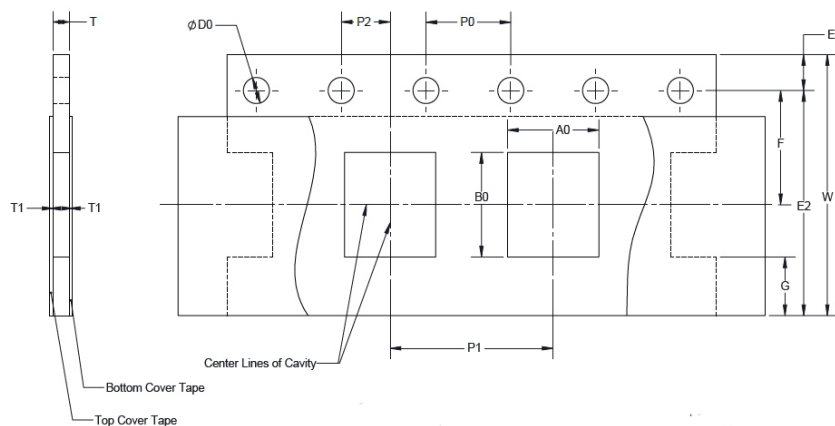 T
ϕD0
P2
P0
E
A0
F
T1
T1
B0
E2
W
G
Center Lines of Cavity
P1
Bottom Cover Tape
Top Cover Tape